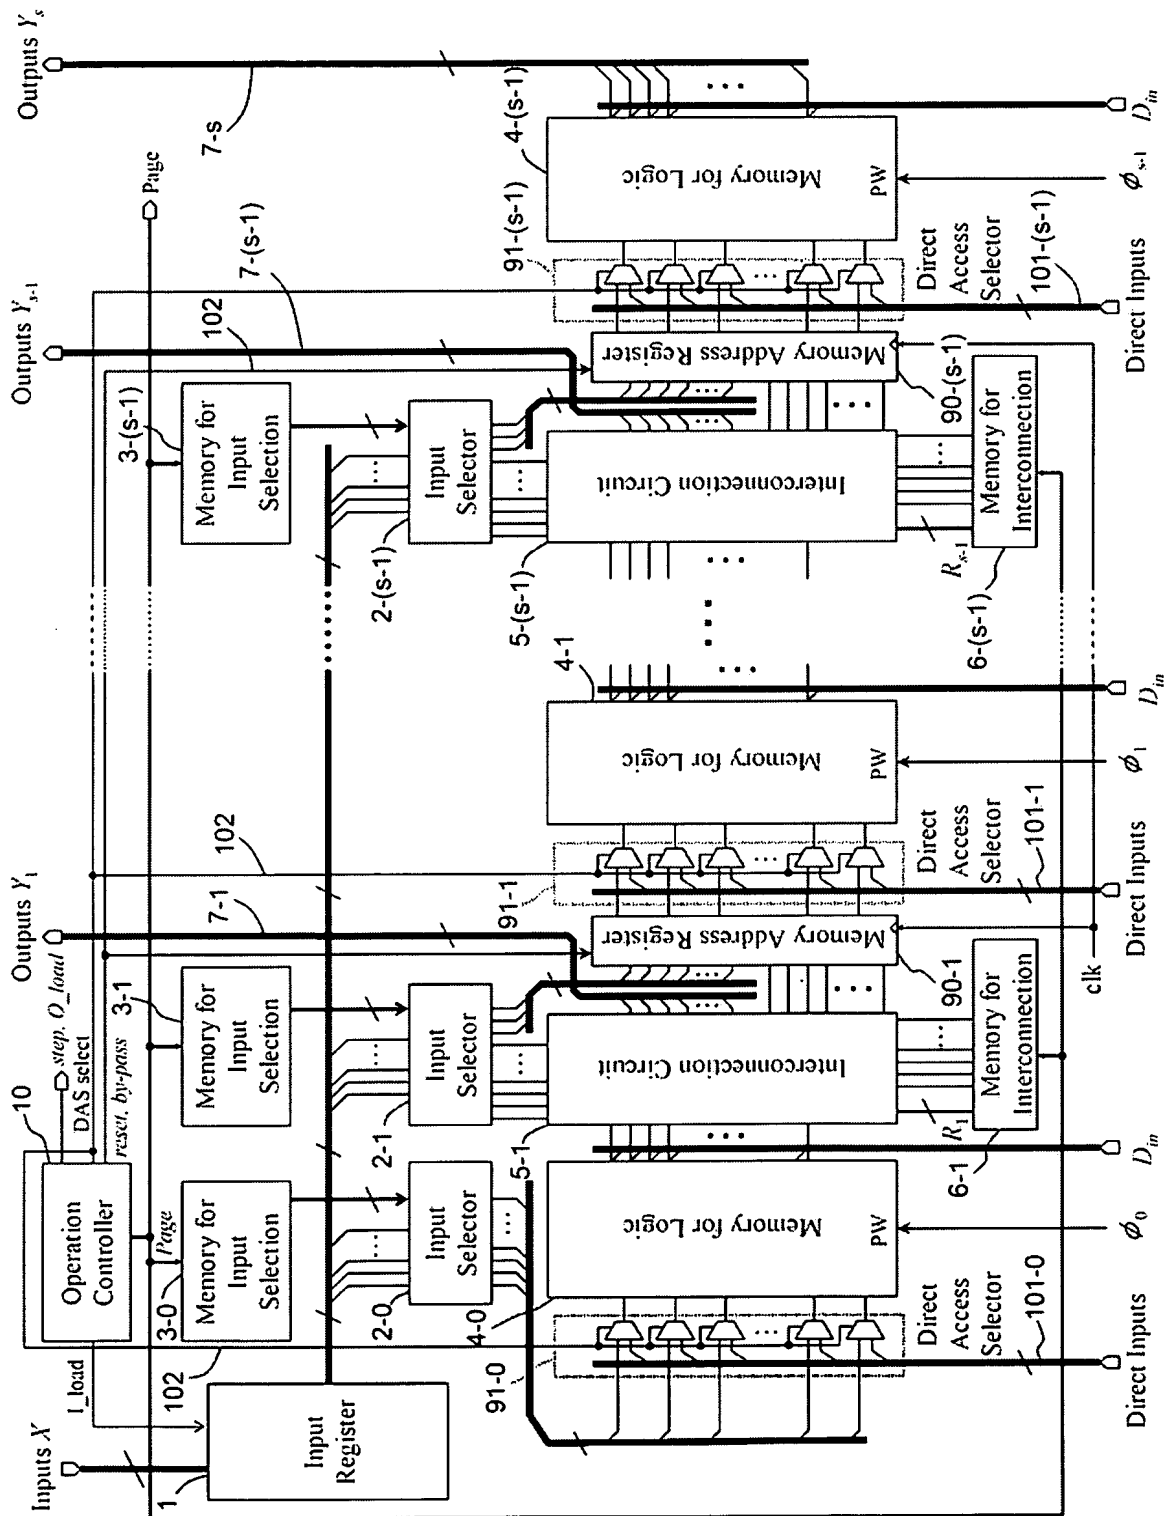 Inputs X
1
I_load
102
Input
Register
10
Operation
Controller
step. O_load
DAS select
reset. by-pass
Page
Page
3-0
Memory for
Input
Selection
3-1
Memory for
Input
Selection
3-(s-1)
Memory for
Input
Selection
Outputs Y1
7-1
102
Outputs Ys-1
102
7-(s-1)
Outputs Ys
7-s
2-0
Input
Selector
2-1
Input
Selector
2-(s-1)
Input
Selector
91-0
4-0
Memory for Logic
PW
5-1
Interconnection Circuit
Memory Address Register
90-1
91-1
Memory for Logic
PW
4-1
5-(s-1)
Interconnection Circuit
Memory Address Register
90-(s-1)
91-(s-1)
Memory for Logic
PW
4-(s-1)
Direct
Access
Selector
101-0
Direct Inputs
ϕ0
Din
R1
6-1
Memory for
Interconnection
clk
Direct
Access
Selector
101-1
Direct Inputs
ϕ1
Din
Rs-1
6-(s-1)
Memory for
Interconnection
Direct
Access
Selector
101-(s-1)
Direct Inputs
ϕs-1
Din